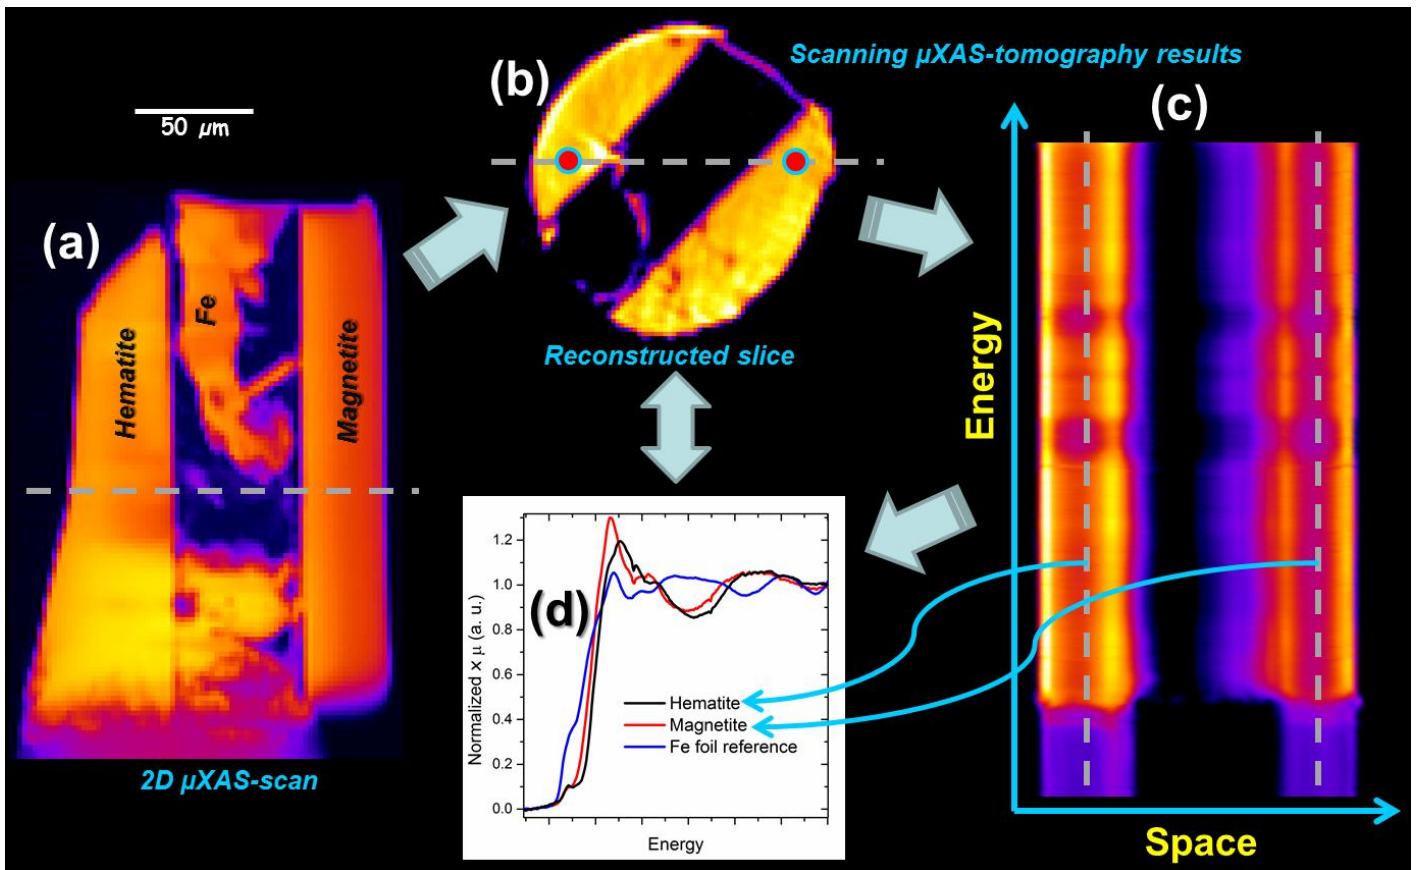 Scanning µXAS-tomography results
(b)
(c)
50 µm
(a)
Fe
Hematite
Magnetite
Reconstructed slice
Energy
2D µXAS-scan
Normalized x µ (a. u.)
1.2
1.0
0.8
0.6
0.4
0.2
0.0
(d)
Hematite
Magnetite
Fe foil reference
Energy
Space